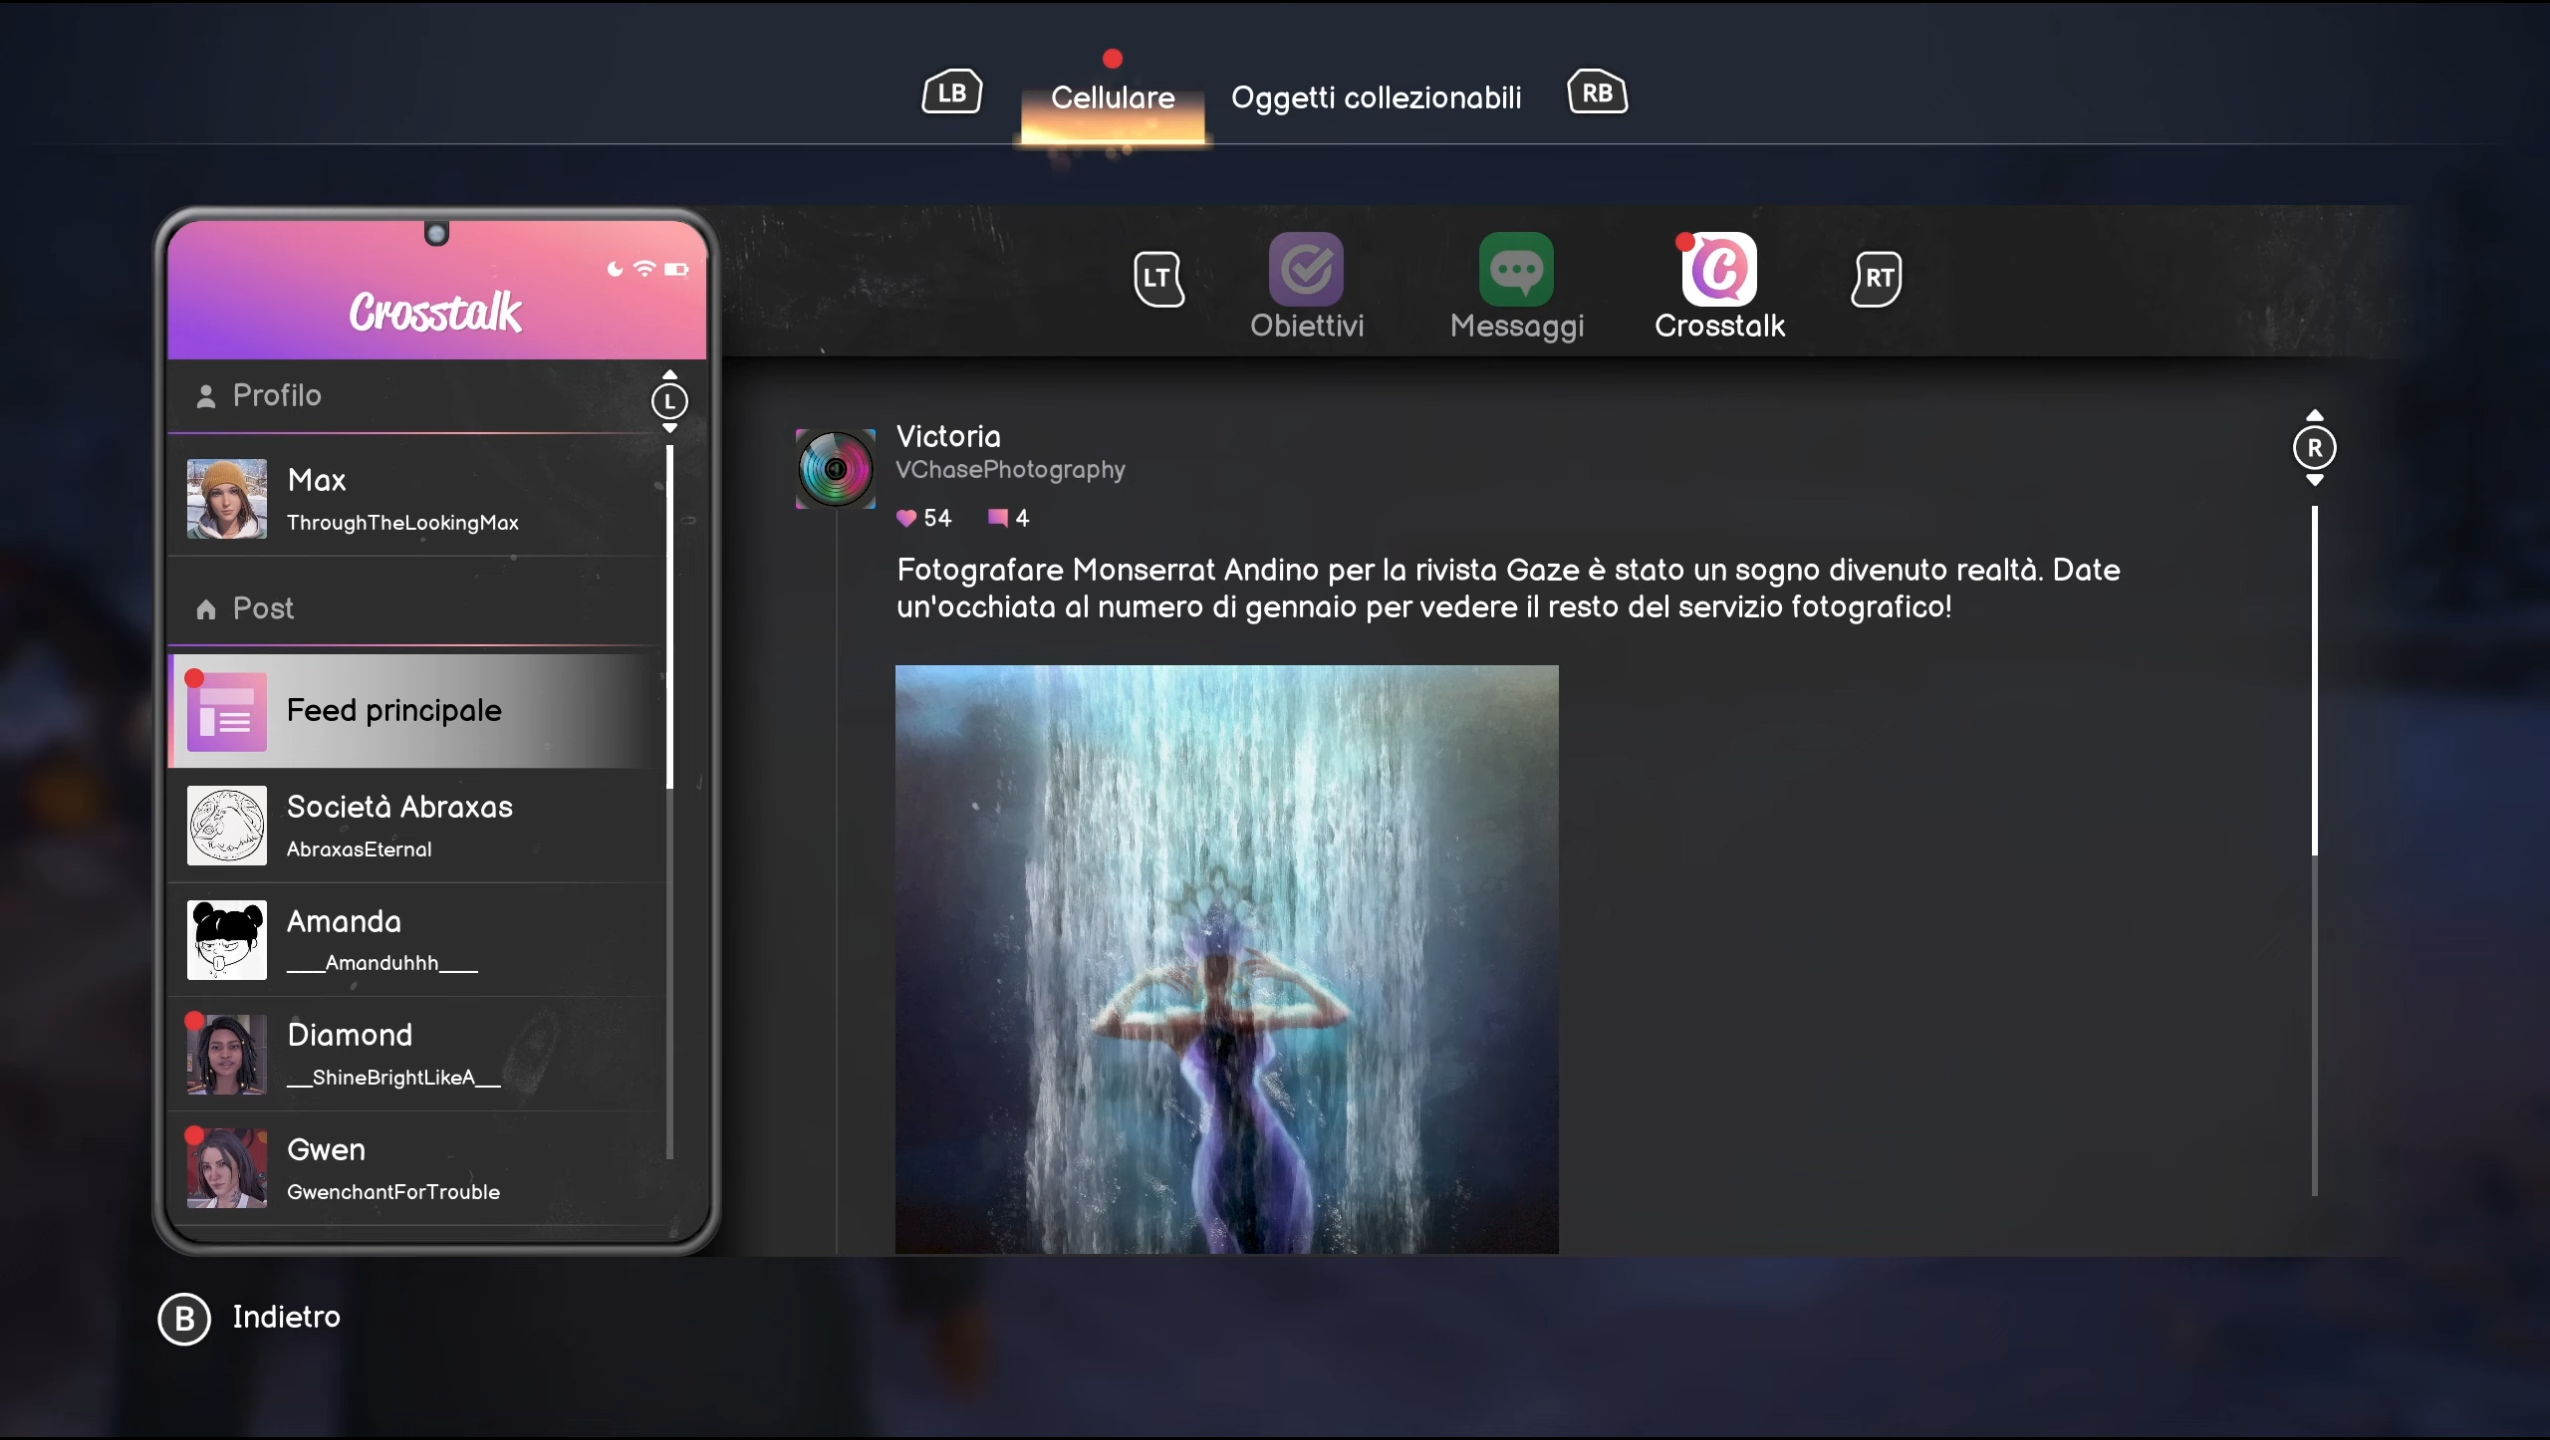 LB
Cellulare
Oggetti collezionabili
RB
Crosstalk
LT
Obiettivi
Messaggi
Crosstalk
RT
Profilo
L
Max
ThroughTheLookingMax
Post
Feed principale
Società Abraxas
AbraxasEternal
Amanda
___Amanduhhh___
Diamond
__ShineBrightLikeA__
Gwen
GwenchantForTrouble
Victoria
VChasePhotography
54
4
R
Fotografare Monserrat Andino per la rivista Gaze è stato un sogno divenuto realtà. Date
un'occhiata al numero di gennaio per vedere il resto del servizio fotografico!
B Indietro